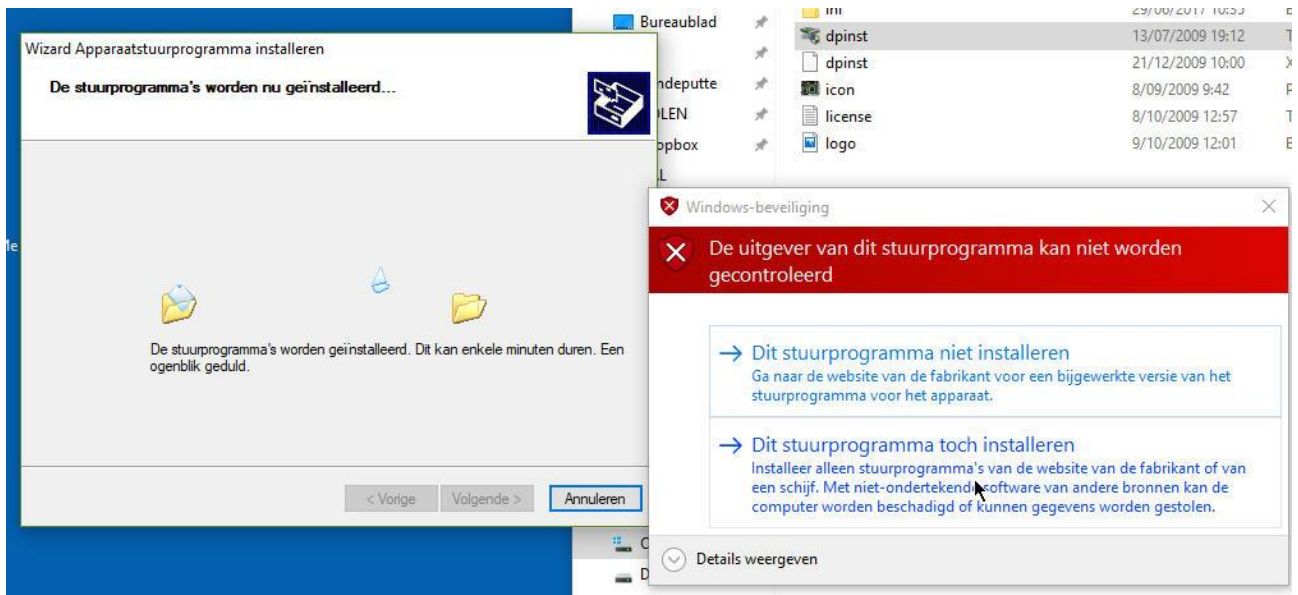 Wizard Apparaatstuurprogramma installeren
De stuurprogramma's worden nu geïnstalleerd...
De stuurprogramma's worden geïnstalleerd. Dit kan enkele minuten duren. Een
ogenblik geduld.
< Vorige
Volgende >
Annuleren
Bureaublad
ndeputte
LEN
opbox
29/06/2017 10:35
dpinst
13/07/2009 19:12
dpinst
21/12/2009 10:00
icon
8/09/2009 9:42
license
8/10/2009 12:57
logo
9/10/2009 12:01
Windows-beveiliging
De uitgever van dit stuurprogramma kan niet worden
gecontroleerd
Dit stuurprogramma niet installeren
Ga naar de website van de fabrikant voor een bijgewerkte versie van het
stuurprogramma voor het apparaat.
Dit stuurprogramma toch installeren
Installeer alleen stuurprogramma's van de website van de fabrikant of van
een schijf. Met niet-ondertekende software van andere bronnen kan de
computer worden beschadigd of kunnen gegevens worden gestolen.
Details weergeven